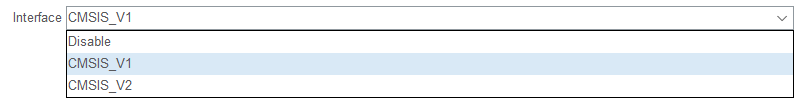 Interface CMSIS_V1
Disable
CMSIS_V1
CMSIS_V2